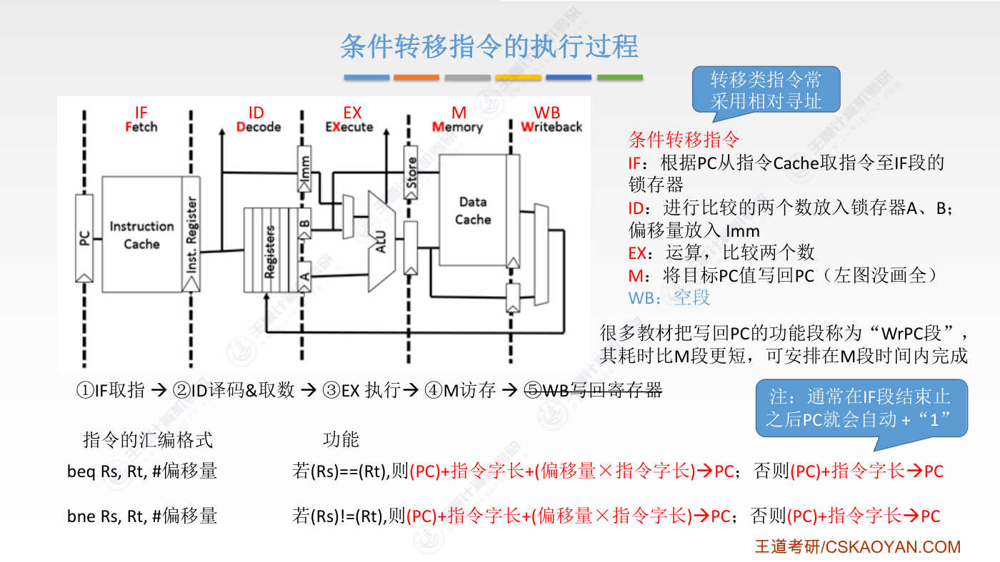 条件转移指令的执行过程
转移类指令常
采用相对寻址
IF ID EX M WB
Fetch Decode EXecute Memory Writeback
PC
Instruction
Cache
Inst. Register
Registers
Imm
B
A
ALU
Store
Data
Cache
条件转移指令
IF：根据PC从指令Cache取指令至IF段的
锁存器
ID：进行比较的两个数放入锁存器A、B；
偏移量放入 Imm
EX：运算，比较两个数
M：将目标PC值写回PC（左图没画全）
WB：空段
很多教材把写回PC的功能段称为“WrPC段”，
其耗时比M段更短，可安排在M段时间内完成
①IF取指 → ②ID译码&取数 → ③EX 执行→ ④M访存 → ⑤WB写回寄存器
注：通常在IF段结束止
之后PC就会自动 +“1”
指令的汇编格式 功能
beq Rs, Rt, #偏移量 若(Rs)==(Rt),则(PC)+指令字长+(偏移量×指令字长)→PC；否则(PC)+指令字长→PC
bne Rs, Rt, #偏移量 若(Rs)!=(Rt),则(PC)+指令字长+(偏移量×指令字长)→PC；否则(PC)+指令字长→PC
王道考研/CSKAOYAN.COM